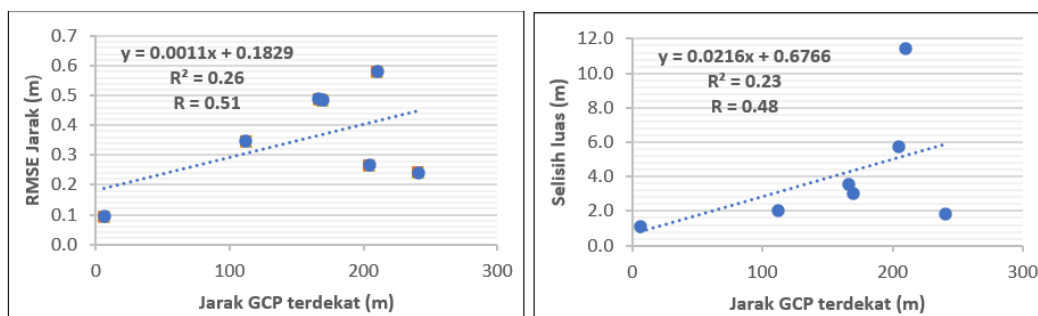 0.7
0.6
0.5
0.4
0.3
0.2
0.1
0.0
RMSE Jarak (m)
y = 0.0011x + 0.1829
R² = 0.26
R = 0.51
0 100 200 300
Jarak GCP terdekat (m)
12.0
10.0
8.0
6.0
4.0
2.0
0.0
Selisih luas (m)
y = 0.0216x + 0.6766
R² = 0.23
R = 0.48
0 100 200 300
Jarak GCP terdekat (m)